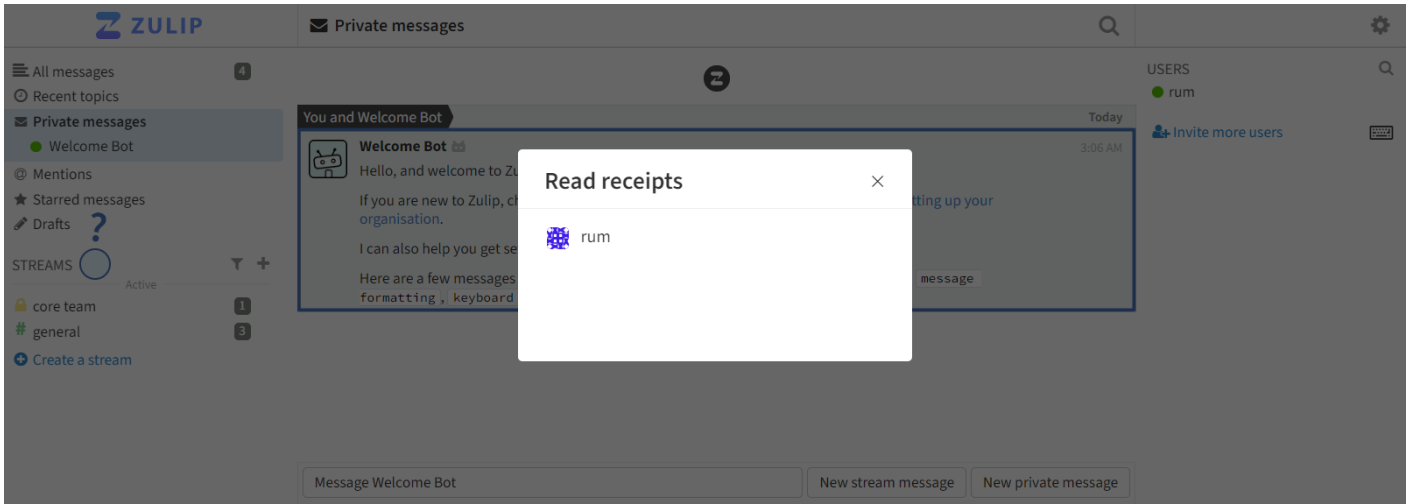 ZULIP
Private messages
All messages 4
Recent topics
Private messages
Welcome Bot
@ Mentions
Starred messages
Drafts
?
STREAMS
Active
core team 1
# general 3
Create a stream
You and Welcome Bot Today
Welcome Bot 3:06 AM
Hello, and welcome to
If you are new to Zulip, tting up your
organisation.
I can also help you get
Here are a few messages message
formatting, keyboard
Read receipts ×
rum
Message Welcome Bot New stream message New private message
USERS
rum
Invite more users